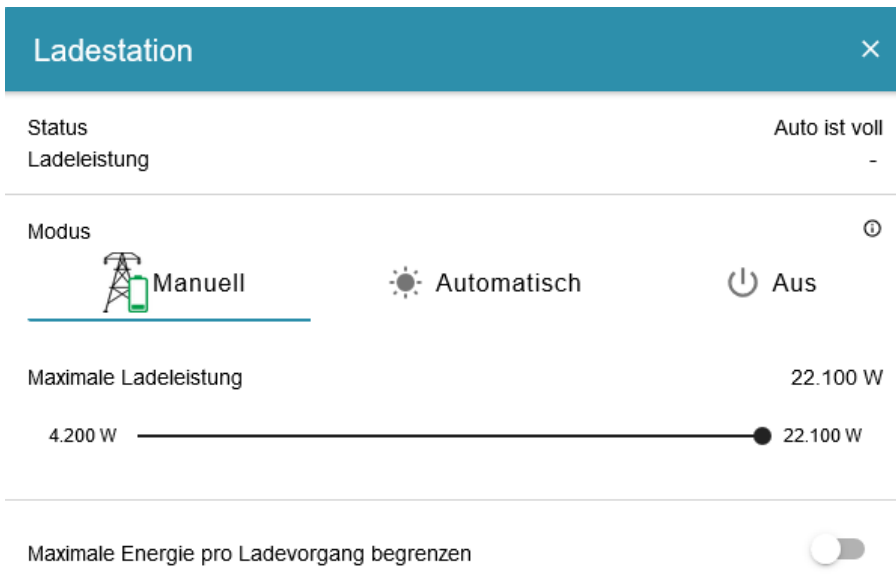 Ladestation
Status Auto ist voll
Ladeleistung -
Modus
Manuell Automatisch Aus
Maximale Ladeleistung 22.100 W
4.200 W 22.100 W
Maximale Energie pro Ladevorgang begrenzen